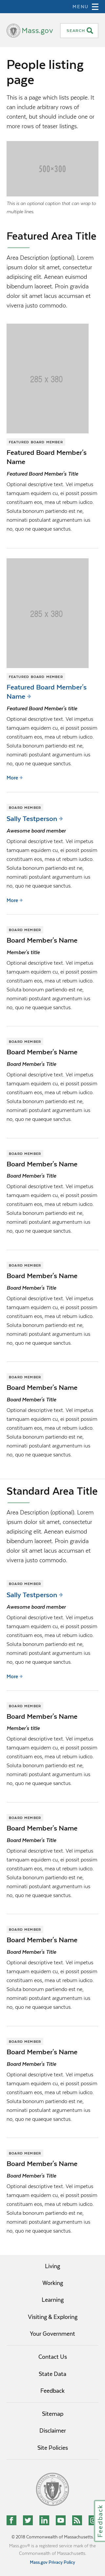 MENU
Mass.gov
SEARCH
People listing
page
This is a page which lists people. It
can include arbitrary rows of
content, but should include one or
more rows of teaser listings.
500×300
This is an optional caption that can wrap to
multiple lines.
Featured Area Title
Area Description (optional). Lorem
ipsum dolor sit amet, consectetur
adipiscing elit. Aenean euismod
bibendum laoreet. Proin gravida
dolor sit amet lacus accumsan et
viverra justo commodo.
285 x 380
FEATURED BOARD MEMBER
Featured Board Member's
Name
Featured Board Member's Title
Optional descriptive text. Vel impetus
tamquam equidem cu, ei possit possim
constituam eos, mea ut rebum iudico.
Soluta bonorum partiendo est ne,
nominati postulant argumentum ius
no, quo ne quaeque sanctus.
285 x 380
FEATURED BOARD MEMBER
Featured Board Member's
Name
Featured Board Member's title
Optional descriptive text. Vel impetus
tamquam equidem cu, ei possit possim
constituam eos, mea ut rebum iudico.
Soluta bonorum partiendo est ne,
nominati postulant argumentum ius
no, quo ne quaeque sanctus.
More
BOARD MEMBER
Sally Testperson
Awesome board member
Optional descriptive text. Vel impetus
tamquam equidem cu, ei possit possim
constituam eos, mea ut rebum iudico.
Soluta bonorum partiendo est ne,
nominati postulant argumentum ius
no, quo ne quaeque sanctus.
More
BOARD MEMBER
Board Member's Name
Member's title
Optional descriptive text. Vel impetus
tamquam equidem cu, ei possit possim
constituam eos, mea ut rebum iudico.
Soluta bonorum partiendo est ne,
nominati postulant argumentum ius
no, quo ne quaeque sanctus.
BOARD MEMBER
Board Member's Name
Board Member's Title
Optional descriptive text. Vel impetus
tamquam equidem cu, ei possit possim
constituam eos, mea ut rebum iudico.
Soluta bonorum partiendo est ne,
nominati postulant argumentum ius
no, quo ne quaeque sanctus.
BOARD MEMBER
Board Member's Name
Board Member's Title
Optional descriptive text. Vel impetus
tamquam equidem cu, ei possit possim
constituam eos, mea ut rebum iudico.
Soluta bonorum partiendo est ne,
nominati postulant argumentum ius
no, quo ne quaeque sanctus.
BOARD MEMBER
Board Member's Name
Board Member's Title
Optional descriptive text. Vel impetus
tamquam equidem cu, ei possit possim
constituam eos, mea ut rebum iudico.
Soluta bonorum partiendo est ne,
nominati postulant argumentum ius
no, quo ne quaeque sanctus.
BOARD MEMBER
Board Member's Name
Board Member's Title
Optional descriptive text. Vel impetus
tamquam equidem cu, ei possit possim
constituam eos, mea ut rebum iudico.
Soluta bonorum partiendo est ne,
nominati postulant argumentum ius
no, quo ne quaeque sanctus.
Standard Area Title
Area Description (optional). Lorem
ipsum dolor sit amet, consectetur
adipiscing elit. Aenean euismod
bibendum laoreet. Proin gravida
dolor sit amet lacus accumsan et
viverra justo commodo.
BOARD MEMBER
Sally Testperson
Awesome board member
Optional descriptive text. Vel impetus
tamquam equidem cu, ei possit possim
constituam eos, mea ut rebum iudico.
Soluta bonorum partiendo est ne,
nominati postulant argumentum ius
no, quo ne quaeque sanctus.
More
BOARD MEMBER
Board Member's Name
Member's title
Optional descriptive text. Vel impetus
tamquam equidem cu, ei possit possim
constituam eos, mea ut rebum iudico.
Soluta bonorum partiendo est ne,
nominati postulant argumentum ius
no, quo ne quaeque sanctus.
BOARD MEMBER
Board Member's Name
Board Member's Title
Optional descriptive text. Vel impetus
tamquam equidem cu, ei possit possim
constituam eos, mea ut rebum iudico.
Soluta bonorum partiendo est ne,
nominati postulant argumentum ius
no, quo ne quaeque sanctus.
BOARD MEMBER
Board Member's Name
Board Member's Title
Optional descriptive text. Vel impetus
tamquam equidem cu, ei possit possim
constituam eos, mea ut rebum iudico.
Soluta bonorum partiendo est ne,
nominati postulant argumentum ius
no, quo ne quaeque sanctus.
BOARD MEMBER
Board Member's Name
Board Member's Title
Optional descriptive text. Vel impetus
tamquam equidem cu, ei possit possim
constituam eos, mea ut rebum iudico.
Soluta bonorum partiendo est ne,
nominati postulant argumentum ius
no, quo ne quaeque sanctus.
BOARD MEMBER
Board Member's Name
Board Member's Title
Optional descriptive text. Vel impetus
tamquam equidem cu, ei possit possim
constituam eos, mea ut rebum iudico.
Soluta bonorum partiendo est ne,
nominati postulant argumentum ius
no, quo ne quaeque sanctus.
Living
Working
Learning
Visiting & Exploring
Your Government
Contact Us
State Data
Feedback
Sitemap
Disclaimer
Site Policies
Feedback
© 2018 Commonwealth of Massachusetts.
Mass.gov® is a registered service mark of the
Commonwealth of Massachusetts.
Mass.gov Privacy Policy